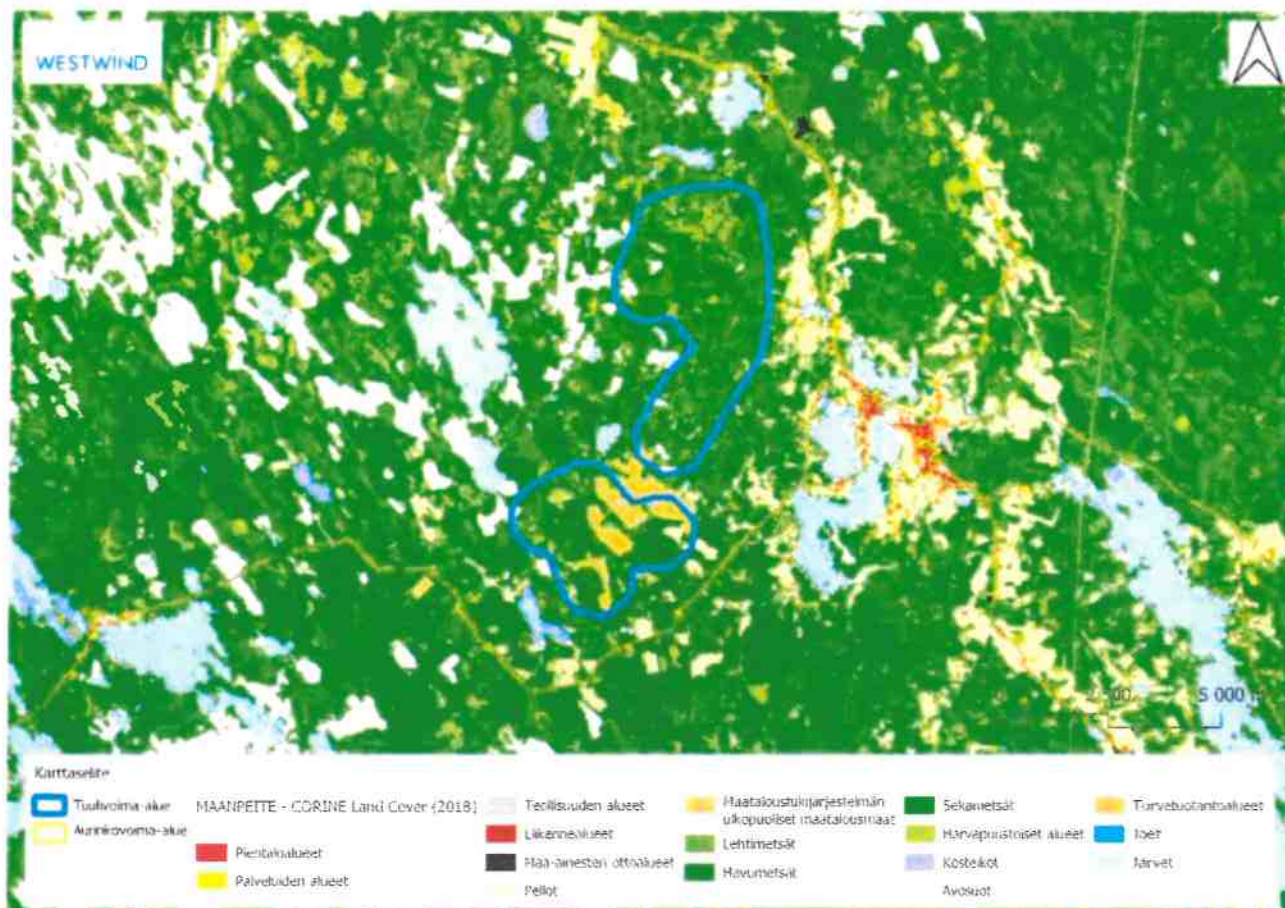 WESTWIND
5 000
Karttaselite
Tuulivoima-alue
Aurinkovoima-alue
MAANPEITE - CORINE Land Cover (2018)
Pientaloalueet
Palveluiden alueet
Teollisuuden alueet
Liikennealueet
Maa-ainesten ottoalueet
Pellot
Maataloustukijärjestelmän
ulkopuoliset maatalousmaat
Lehtimetsät
Havumetsät
Sekametsät
Harvapuustoiset alueet
Kosteikot
Avosuot
Turvetuotantoalueet
Joet
Järvet